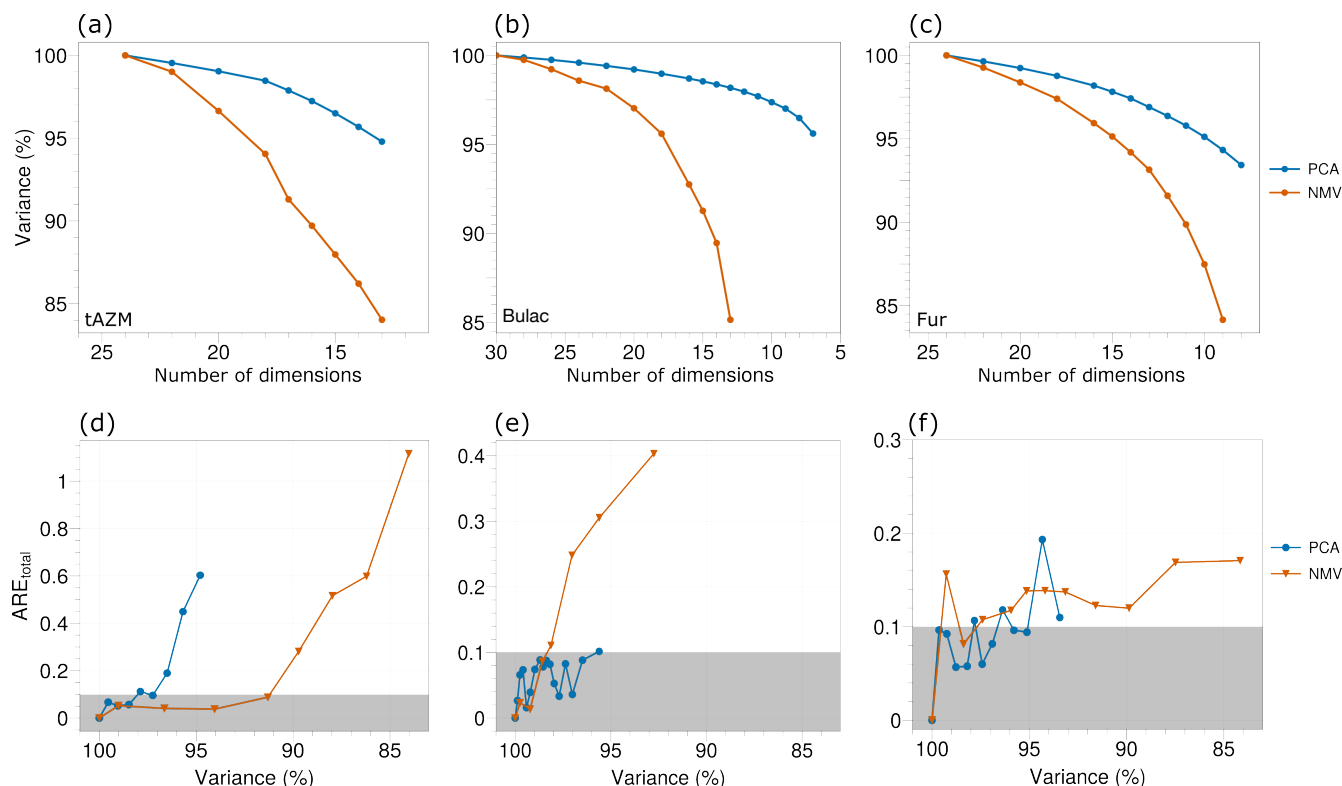 (a)
(b)
(c)
Variance (%)
100
95
90
85
25
20
15
tAZM
Number of dimensions
100
95
90
85
30
25
20
15
10
5
Bulac
Number of dimensions
100
95
90
85
25
20
15
10
Fur
Number of dimensions
PCA
NMV
(d)
(e)
(f)
ARE_total
1
0.8
0.6
0.4
0.2
0
100
95
90
85
Variance (%)
0.4
0.3
0.2
0.1
0
100
95
90
85
Variance (%)
0.3
0.2
0.1
0
100
95
90
85
Variance (%)
PCA
NMV